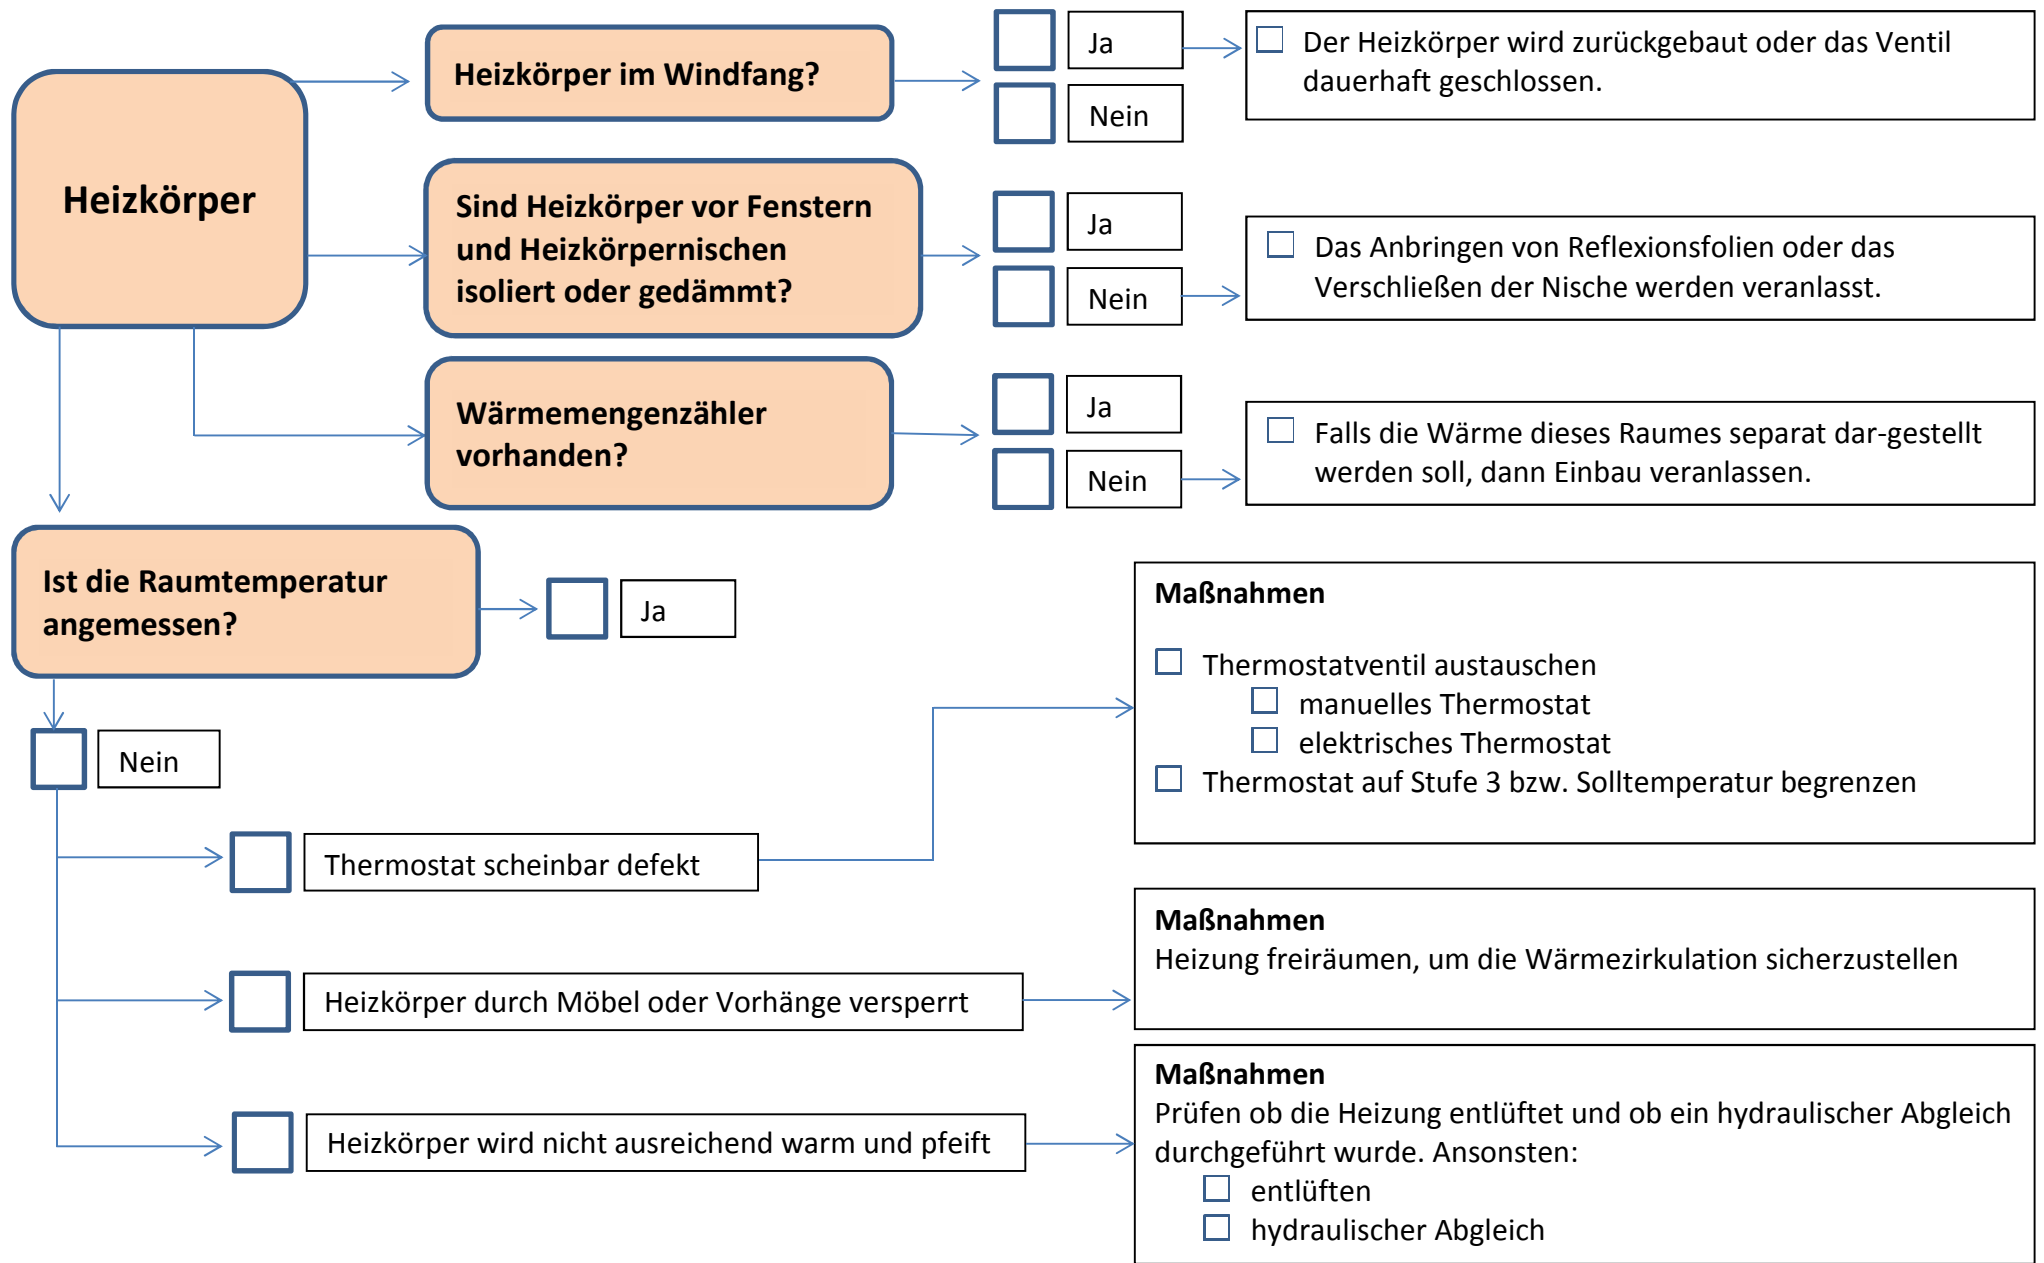 Heizkörper
Heizkörper im Windfang?
Ja
Nein
Der Heizkörper wird zurückgebaut oder das Ventil
dauerhaft geschlossen.
Sind Heizkörper vor Fenstern
und Heizkörpernischen
isoliert oder gedämmt?
Ja
Nein
Das Anbringen von Reflexionsfolien oder das
Verschließen der Nische werden veranlasst.
Wärmemengenzähler
vorhanden?
Ja
Nein
Falls die Wärme dieses Raumes separat dar-gestellt
werden soll, dann Einbau veranlassen.
Ist die Raumtemperatur
angemessen?
Ja
Nein
Thermostat scheinbar defekt
Maßnahmen
Thermostatventil austauschen
manuelles Thermostat
elektrisches Thermostat
Thermostat auf Stufe 3 bzw. Solltemperatur begrenzen
Heizkörper durch Möbel oder Vorhänge versperrt
Maßnahmen
Heizung freiräumen, um die Wärmezirkulation sicherzustellen
Heizkörper wird nicht ausreichend warm und pfeift
Maßnahmen
Prüfen ob die Heizung entlüftet und ob ein hydraulischer Abgleich
durchgeführt wurde. Ansonsten:
entlüften
hydraulischer Abgleich